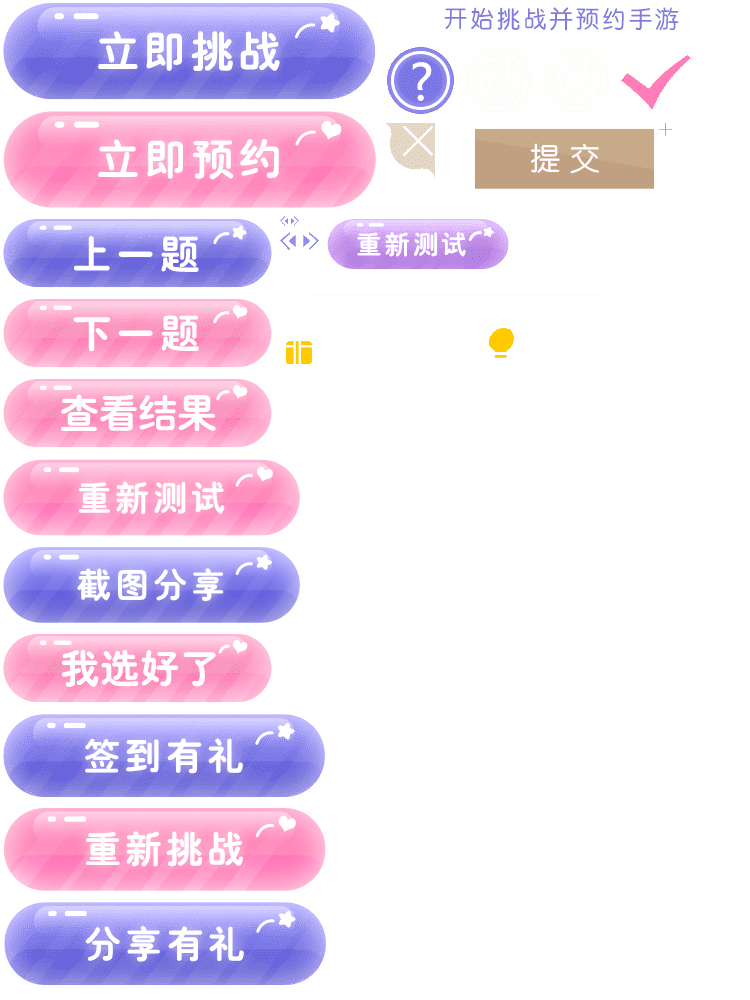 立即挑战
开始挑战并预约手游
?
立即预约
提交
上一题
重新测试
下一题
查看结果
重新测试
截图分享
我选好了
签到有礼
重新挑战
分享有礼